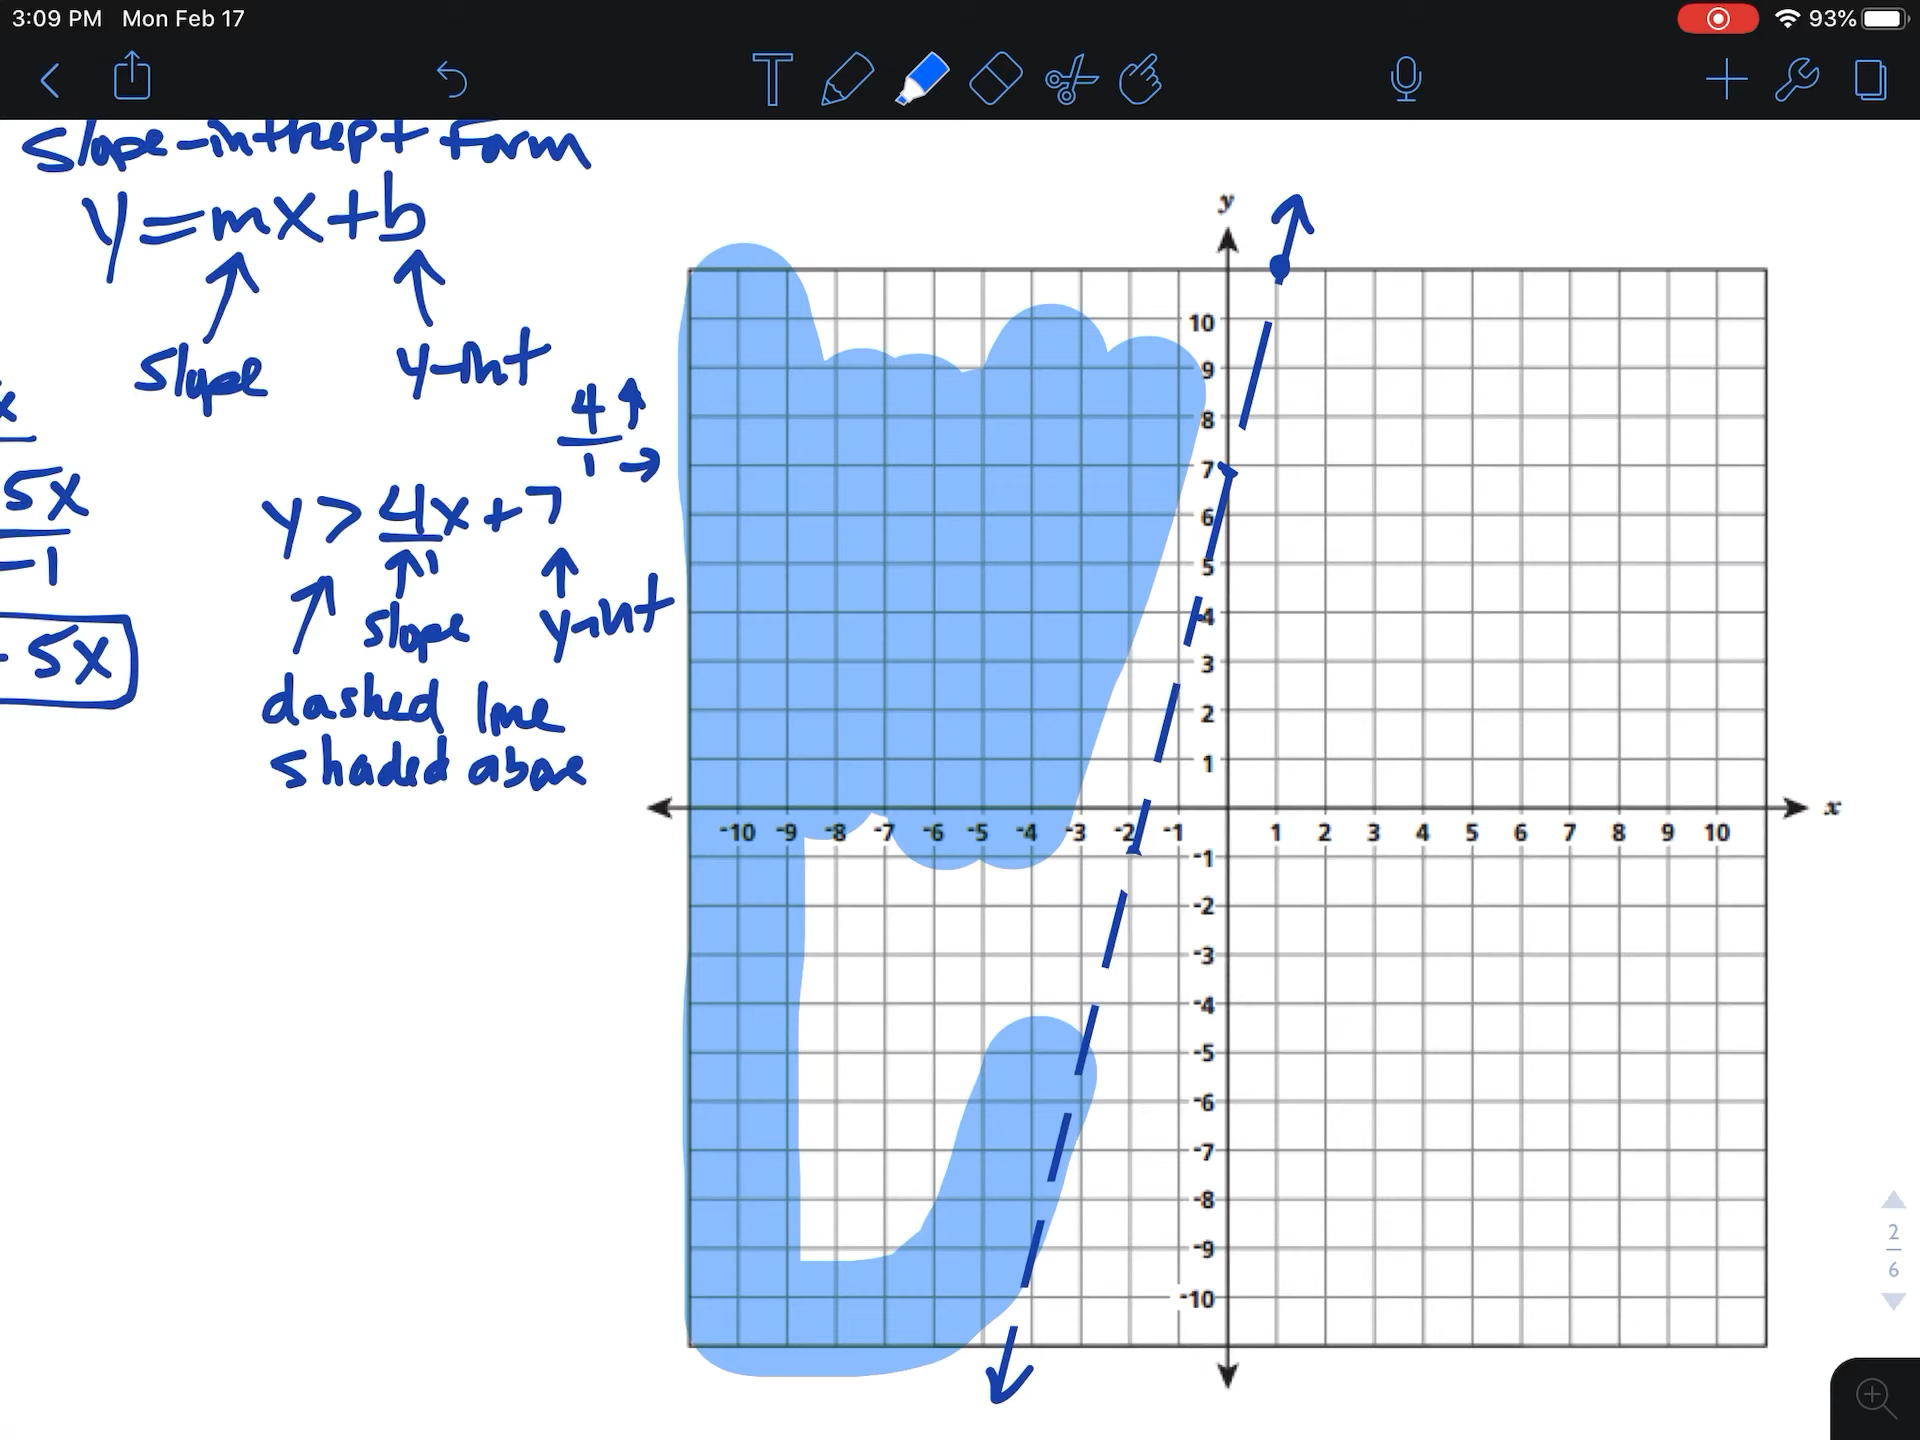 3:09 PM Mon Feb 17
93%
T
Slope-inthept form
y=mx+b
slope
y-int
x
5x
-1
- 5x
4
1
y > 4x+7
1
slope
y-int
dashed line
shaded above
y
x
10
9
8
7
6
5
4
3
2
1
-10 -9 -8 -7 -6 -5 -4 -3 -2 -1 1 2 3 4 5 6 7 8 9 10
-1
-2
-3
-4
-5
-6
-7
-8
-9
-10
2
6